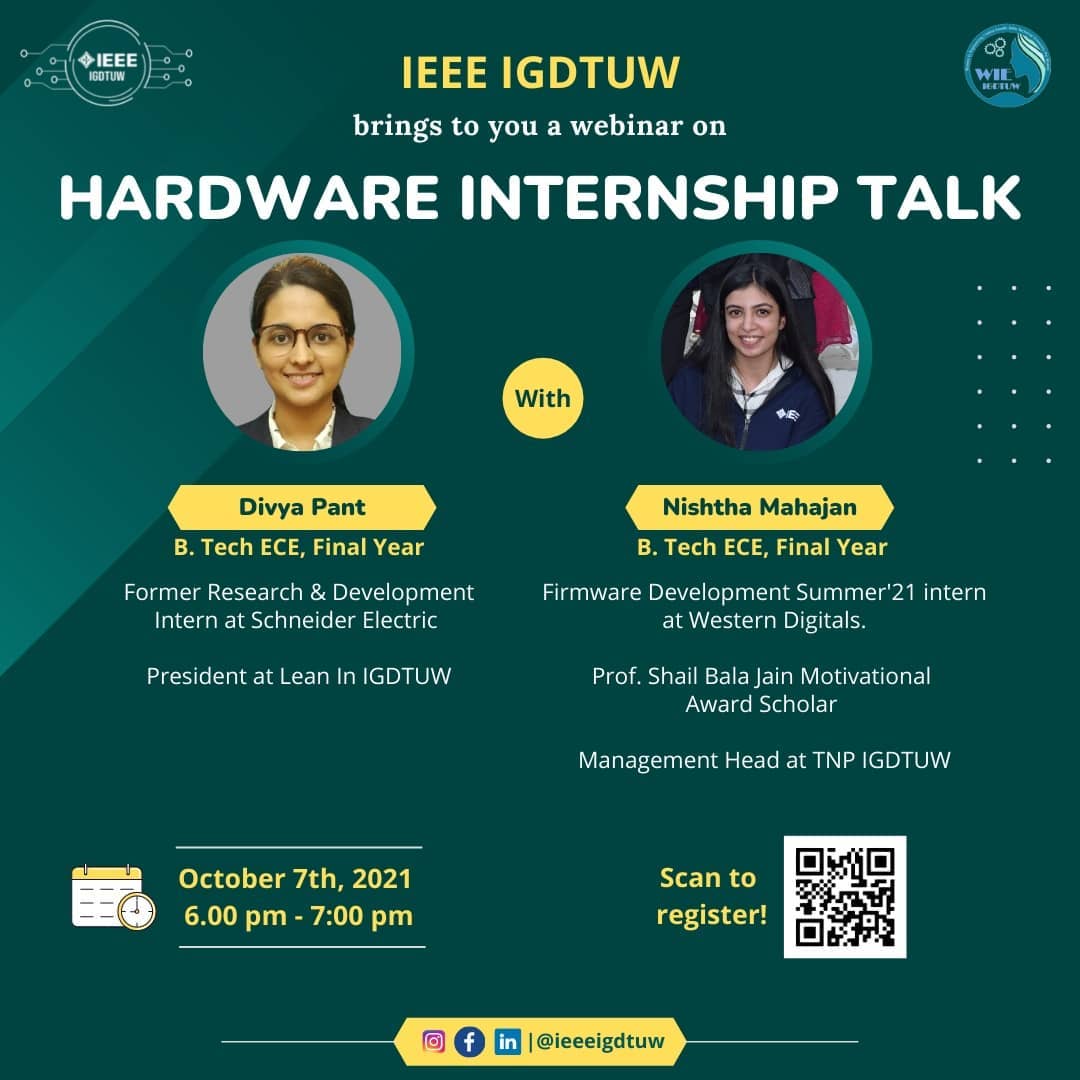 IEEE
IGDTUW
WIE
IGDTUW
IEEE IGDTUW
brings to you a webinar on
HARDWARE INTERNSHIP TALK
With
Divya Pant
B. Tech ECE, Final Year
Former Research & Development
Intern at Schneider Electric
President at Lean In IGDTUW
Nishtha Mahajan
B. Tech ECE, Final Year
Firmware Development Summer'21 intern
at Western Digitals.
Prof. Shail Bala Jain Motivational
Award Scholar
Management Head at TNP IGDTUW
October 7th, 2021
6.00 pm - 7:00 pm
Scan to
register!
|@ieeeigdtuw